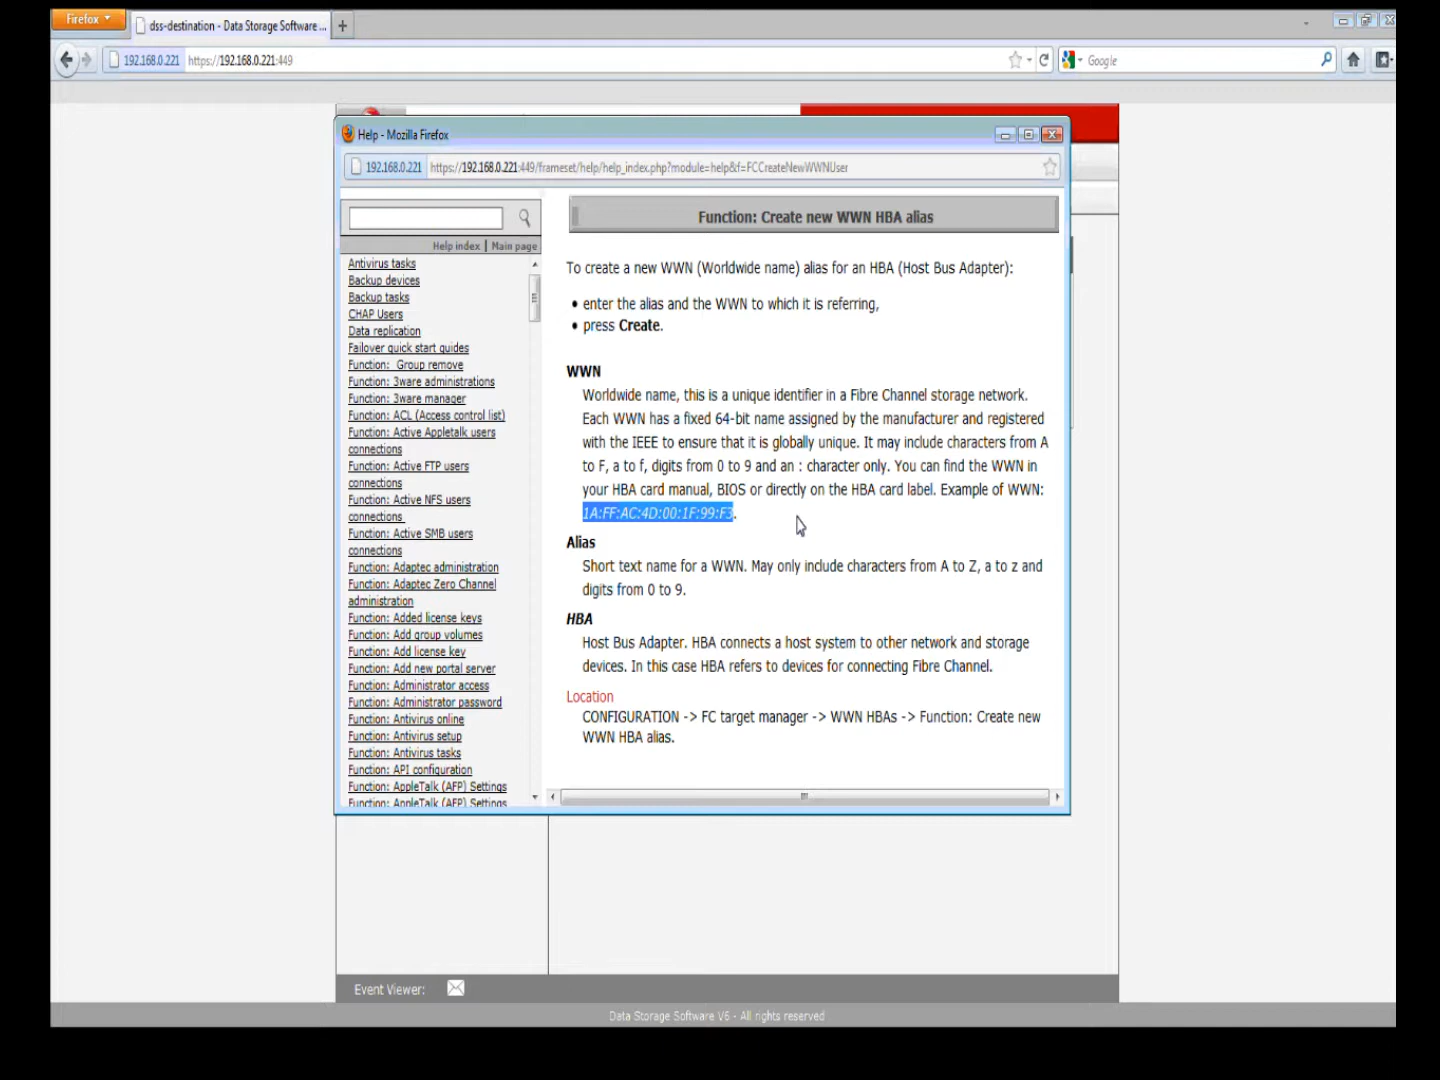 Firefox
dss-destination - Data Storage Software ...
192.168.0.221 https://192.168.0.221:449
Google
Help - Mozilla Firefox
192.168.0.221 https://192.168.0.221:449/frameset/help/help_index.php?module=help&f=FCCreateNewWWNUser
Help index | Main page
Antivirus tasks
Backup devices
Backup tasks
CHAP Users
Data replication
Failover quick start guides
Function: Group remove
Function: 3ware administrations
Function: 3ware manager
Function: ACL (Access control list)
Function: Active Appletalk users
connections
Function: Active FTP users
connections
Function: Active NFS users
connections
Function: Active SMB users
connections
Function: Adaptec administration
Function: Adaptec Zero Channel
administration
Function: Added license keys
Function: Add group volumes
Function: Add license key
Function: Add new portal server
Function: Administrator access
Function: Administrator password
Function: Antivirus online
Function: Antivirus setup
Function: Antivirus tasks
Function: API configuration
Function: AppleTalk (AFP) Settings
Function: AppleTalk (AFP) Settings
Function: Create new WWN HBA alias
To create a new WWN (Worldwide name) alias for an HBA (Host Bus Adapter):
• enter the alias and the WWN to which it is referring,
• press Create.
WWN
Worldwide name, this is a unique identifier in a Fibre Channel storage network.
Each WWN has a fixed 64-bit name assigned by the manufacturer and registered
with the IEEE to ensure that it is globally unique. It may include characters from A
to F, a to f, digits from 0 to 9 and an : character only. You can find the WWN in
your HBA card manual, BIOS or directly on the HBA card label. Example of WWN:
1A:FF:AC:4D:00:1F:99:F3.
Alias
Short text name for a WWN. May only include characters from A to Z, a to z and
digits from 0 to 9.
HBA
Host Bus Adapter. HBA connects a host system to other network and storage
devices. In this case HBA refers to devices for connecting Fibre Channel.
Location
CONFIGURATION -> FC target manager -> WWN HBAs -> Function: Create new
WWN HBA alias.
Event Viewer:
Data Storage Software V6 - All rights reserved